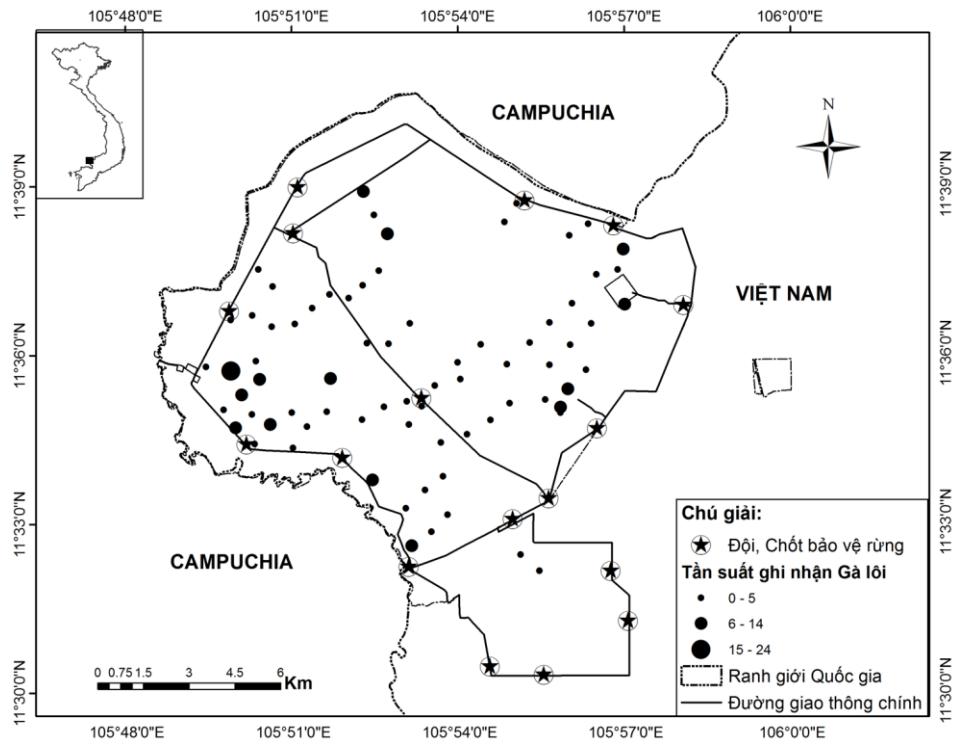 105°48'0"E 105°51'0"E 105°54'0"E 105°57'0"E 106°0'0"E
CAMPUCHIA
N
11°39'0"N 11°39'0"N
VIỆT NAM
11°36'0"N 11°36'0"N
11°33'0"N 11°33'0"N
CAMPUCHIA
Chú giải:
Đội, Chốt bảo vệ rừng
Tần suất ghi nhận Gà lôi
0 - 5
6 - 14
15 - 24
Ranh giới Quốc gia
Đường giao thông chính
0 0.75 1.5 3 4.5 6
Km
11°30'0"N 11°30'0"N
105°48'0"E 105°51'0"E 105°54'0"E 105°57'0"E 106°0'0"E